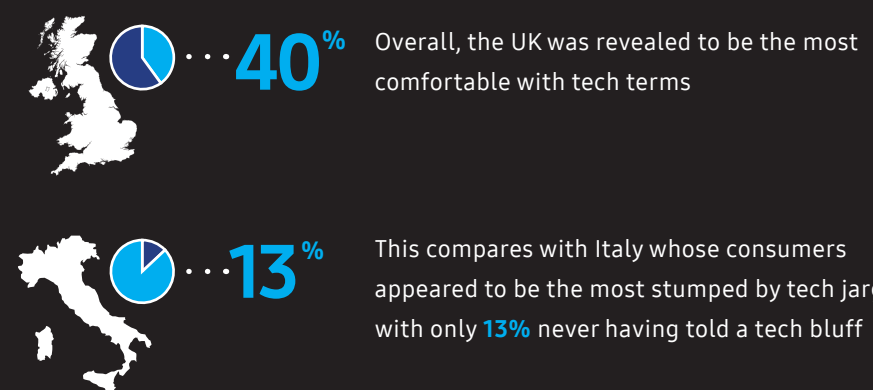 40%
Overall, the UK was revealed to be the most
comfortable with tech terms
13%
This compares with Italy whose consumers
appeared to be the most stumped by tech
with only 13% never having told a tech bluff